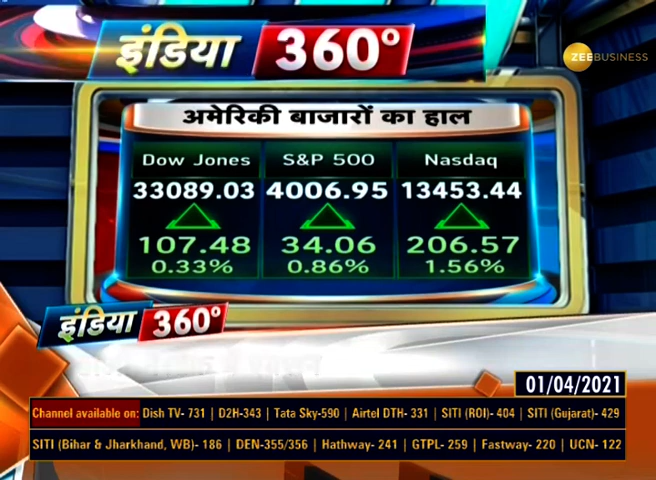 इंडिया 360°
ZEE BUSINESS
अमेरिकी बाजारों का हाल
Dow Jones S&P 500 Nasdaq
33089.03 4006.95 13453.44
107.48 34.06 206.57
0.33% 0.86% 1.56%
इंडिया 360°
01/04/2021
Channel available on: Dish TV- 731 | D2H-343 | Tata Sky-590 | Airtel DTH- 331 | SITI (ROI)- 404 | SITI (Gujarat)- 429
SITI (Bihar & Jharkhand, WB)- 186 | DEN-355/356 | Hathway- 241 | GTPL- 259 | Fastway- 220 | UCN- 122